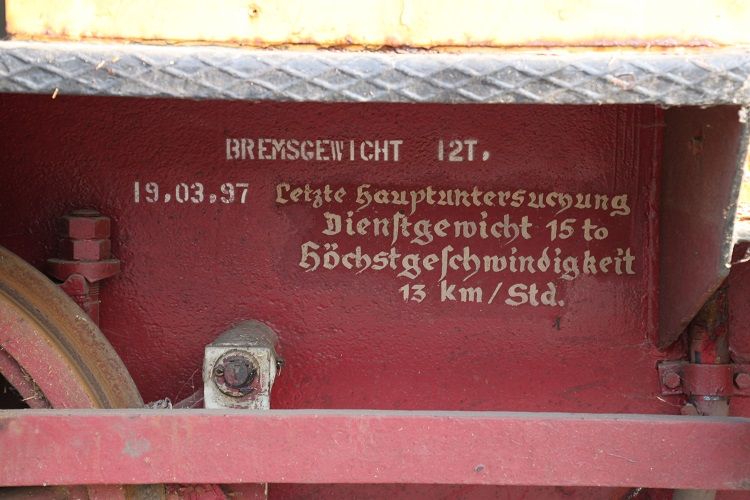 BREMSGEWICHT 12T.
19.03.97 Letzte Hauptuntersuchung
Dienstgewicht 15 to
Höchstgeschwindigkeit
13 km/Std.